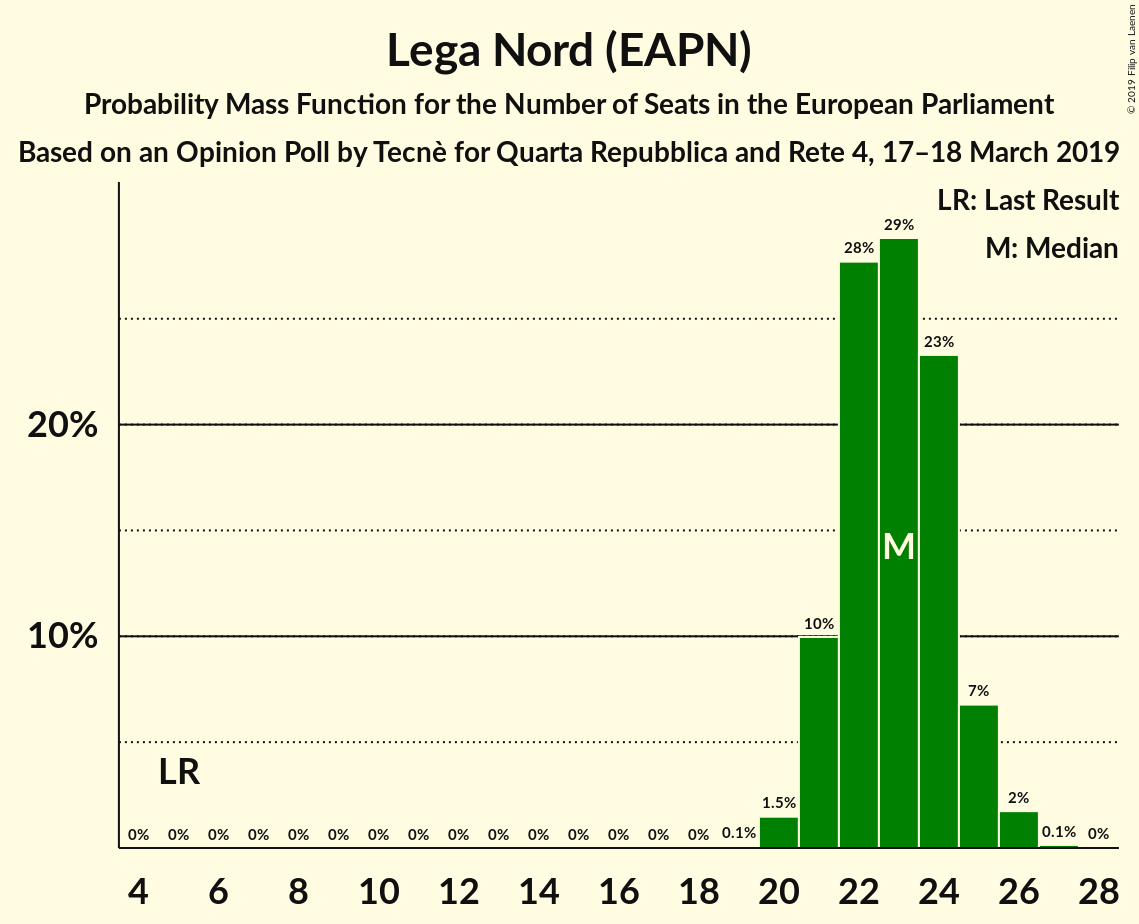 Lega Nord (EAPN)
Probability Mass Function for the Number of Seats in the European Parliament
Based on an Opinion Poll by Tecnè for Quarta Repubblica and Rete 4, 17–18 March 2019
© 2019 Filip van Laenen
LR: Last Result
M: Median
29%
28%
23%
20%
M
10%
10%
7%
LR
1.5%
2%
0% 0% 0% 0% 0% 0% 0% 0% 0% 0% 0% 0% 0% 0% 0% 0.1% 0.1% 0%
4 6 8 10 12 14 16 18 20 22 24 26 28